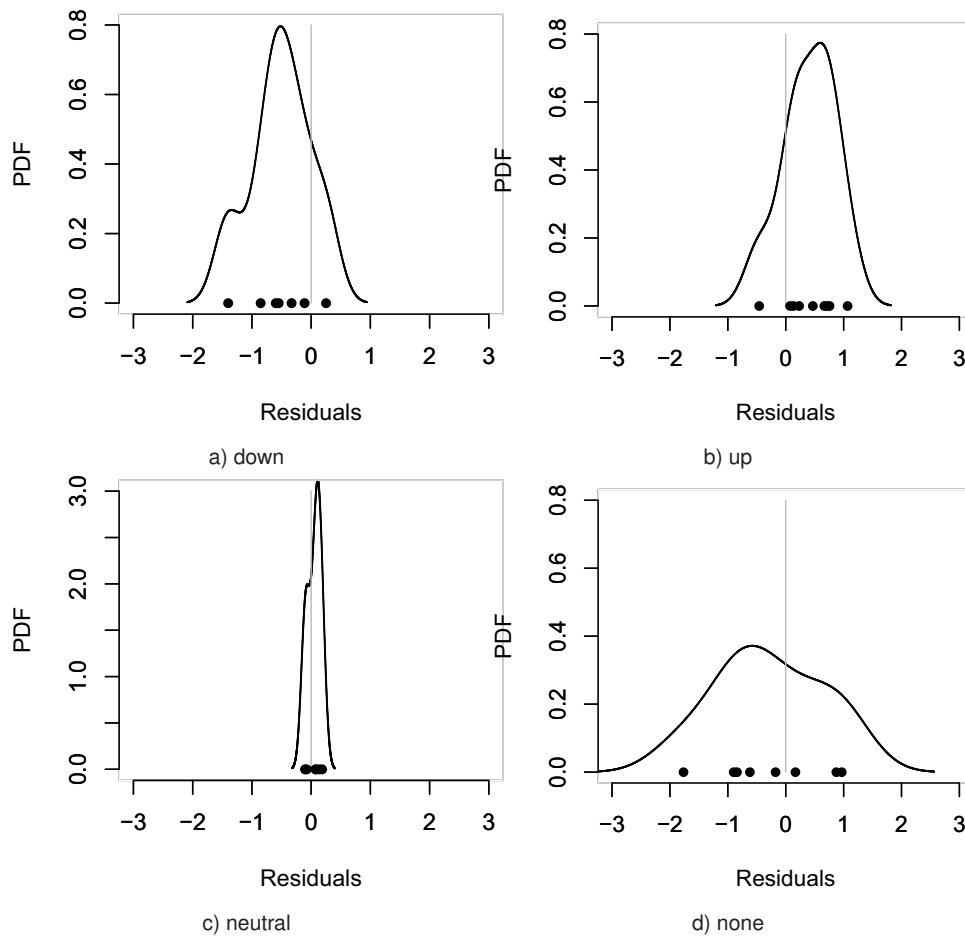 PDF
0.0 0.2 0.4 0.6 0.8
−3 −2 −1 0 1 2 3
Residuals
a) down
PDF
0.0 0.2 0.4 0.6 0.8
−3 −2 −1 0 1 2 3
Residuals
b) up
PDF
0.0 1.0 2.0 3.0
−3 −2 −1 0 1 2 3
Residuals
c) neutral
PDF
0.0 0.2 0.4 0.6 0.8
−3 −2 −1 0 1 2 3
Residuals
d) none